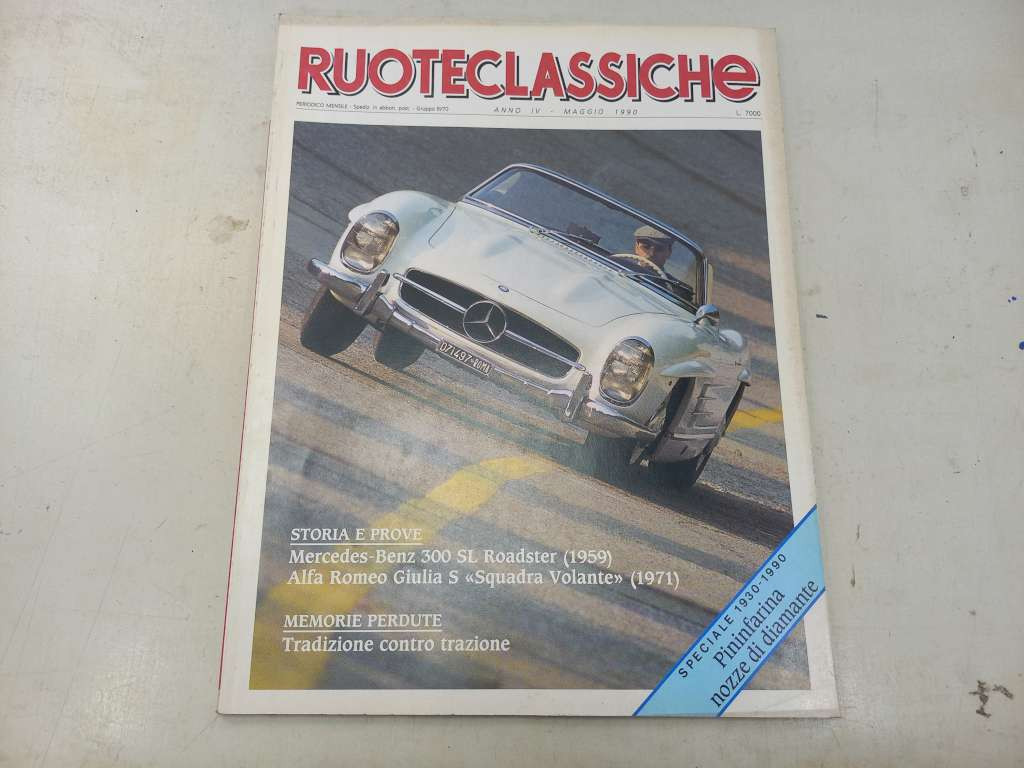 RUOTECLASSICHe
PERIODICO MENSILE - Spediz. in abbon. post. - Gruppo III/70
ANNO IV - MAGGIO 1990
L. 7000
STORIA E PROVE
Mercedes-Benz 300 SL Roadster (1959)
Alfa Romeo Giulia S «Squadra Volante» (1971)
MEMORIE PERDUTE
Tradizione contro trazione
SPECIALE 1930-1990
Pininfarina
nozze di diamante